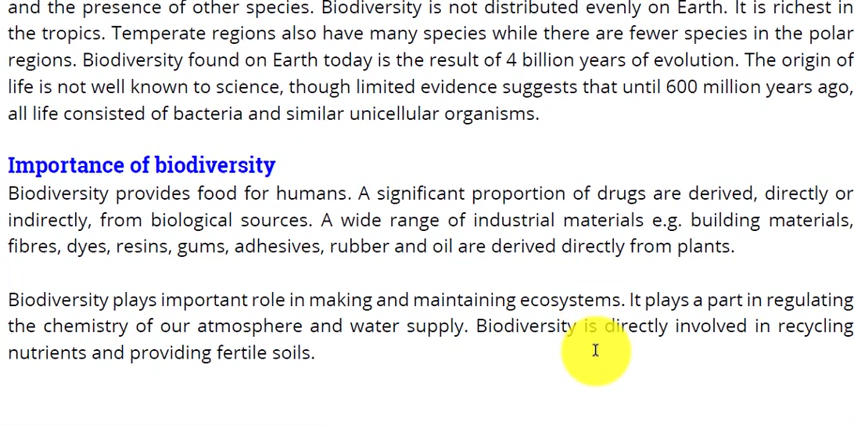 and the presence of other species. Biodiversity is not distributed evenly on Earth. It is richest in
the tropics. Temperate regions also have many species while there are fewer species in the polar
regions. Biodiversity found on Earth today is the result of 4 billion years of evolution. The origin of
life is not well known to science, though limited evidence suggests that until 600 million years ago,
all life consisted of bacteria and similar unicellular organisms.
Importance of biodiversity
Biodiversity provides food for humans. A significant proportion of drugs are derived, directly or
indirectly, from biological sources. A wide range of industrial materials e.g. building materials,
fibres, dyes, resins, gums, adhesives, rubber and oil are derived directly from plants.
Biodiversity plays important role in making and maintaining ecosystems. It plays a part in regulating
the chemistry of our atmosphere and water supply. Biodiversity is directly involved in recycling
nutrients and providing fertile soils.